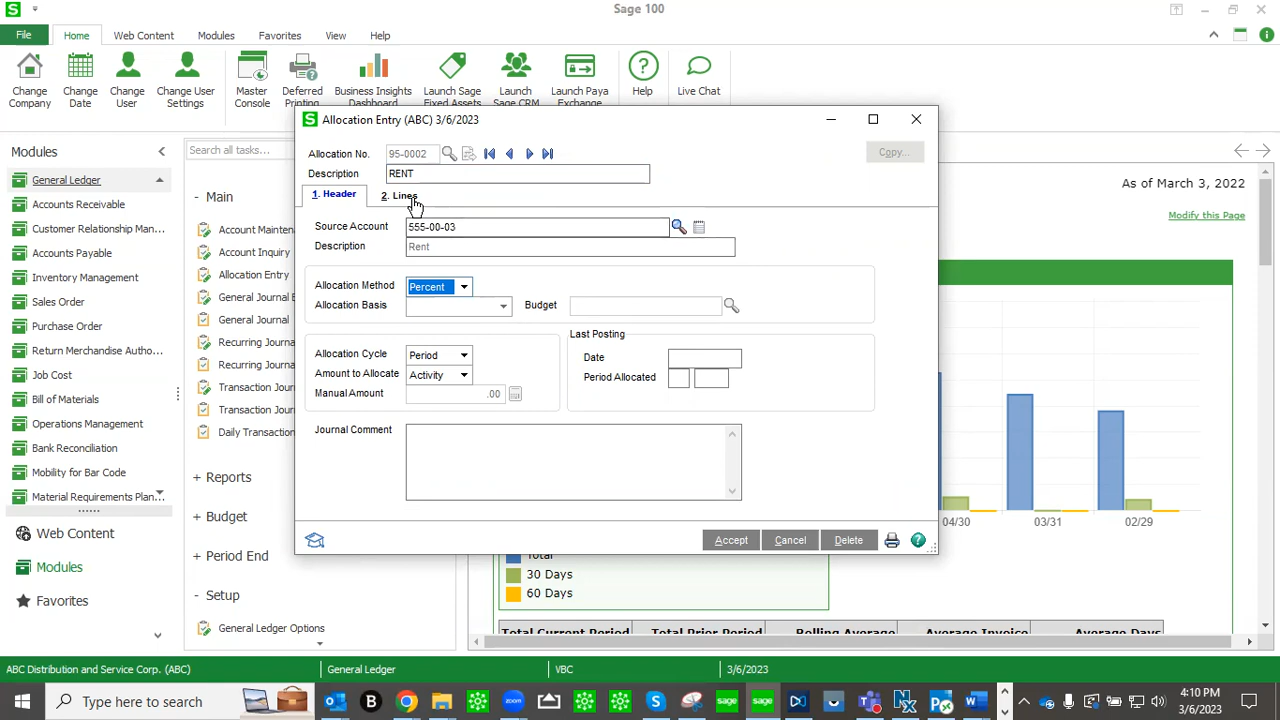 Sage 100
File Home Web Content Modules Favorites View Help
Change Company
Change Date
Change User
Change User Settings
Master Console
Deferred Printing
Business Insights Dashboard
Launch Sage Fixed Assets
Launch Sage CRM
Launch Paya Exchange
Help
Live Chat
Modules
General Ledger
Accounts Receivable
Customer Relationship Man...
Accounts Payable
Inventory Management
Sales Order
Purchase Order
Return Merchandise Autho...
Job Cost
Bill of Materials
Operations Management
Bank Reconciliation
Mobility for Bar Code
Material Requirements Plan...
Web Content
Modules
Favorites
Search all tasks...
- Main
Account Maintena
Account Inquiry
Allocation Entry
General Journal E
General Journal
Recurring Journa
Recurring Journa
Transaction Journ
Transaction Journ
Daily Transaction
+ Reports
+ Budget
+ Period End
- Setup
General Ledger Options
Allocation Entry (ABC) 3/6/2023
Allocation No. 95-0002
Copy...
Description RENT
1. Header 2. Lines
Source Account 555-00-03
Description Rent
Allocation Method Percent
Allocation Basis Budget
Allocation Cycle Period
Amount to Allocate Activity
Manual Amount .00
Last Posting
Date
Period Allocated
Journal Comment
Accept Cancel Delete
As of March 3, 2022
Modify this Page
04/30 03/31 02/29
Total
30 Days
60 Days
Total Current Period Total Prior Period Rolling Average Average Invoice Average Days
ABC Distribution and Service Corp. (ABC) General Ledger VBC 3/6/2023
Type here to search
4:10 PM
3/6/2023